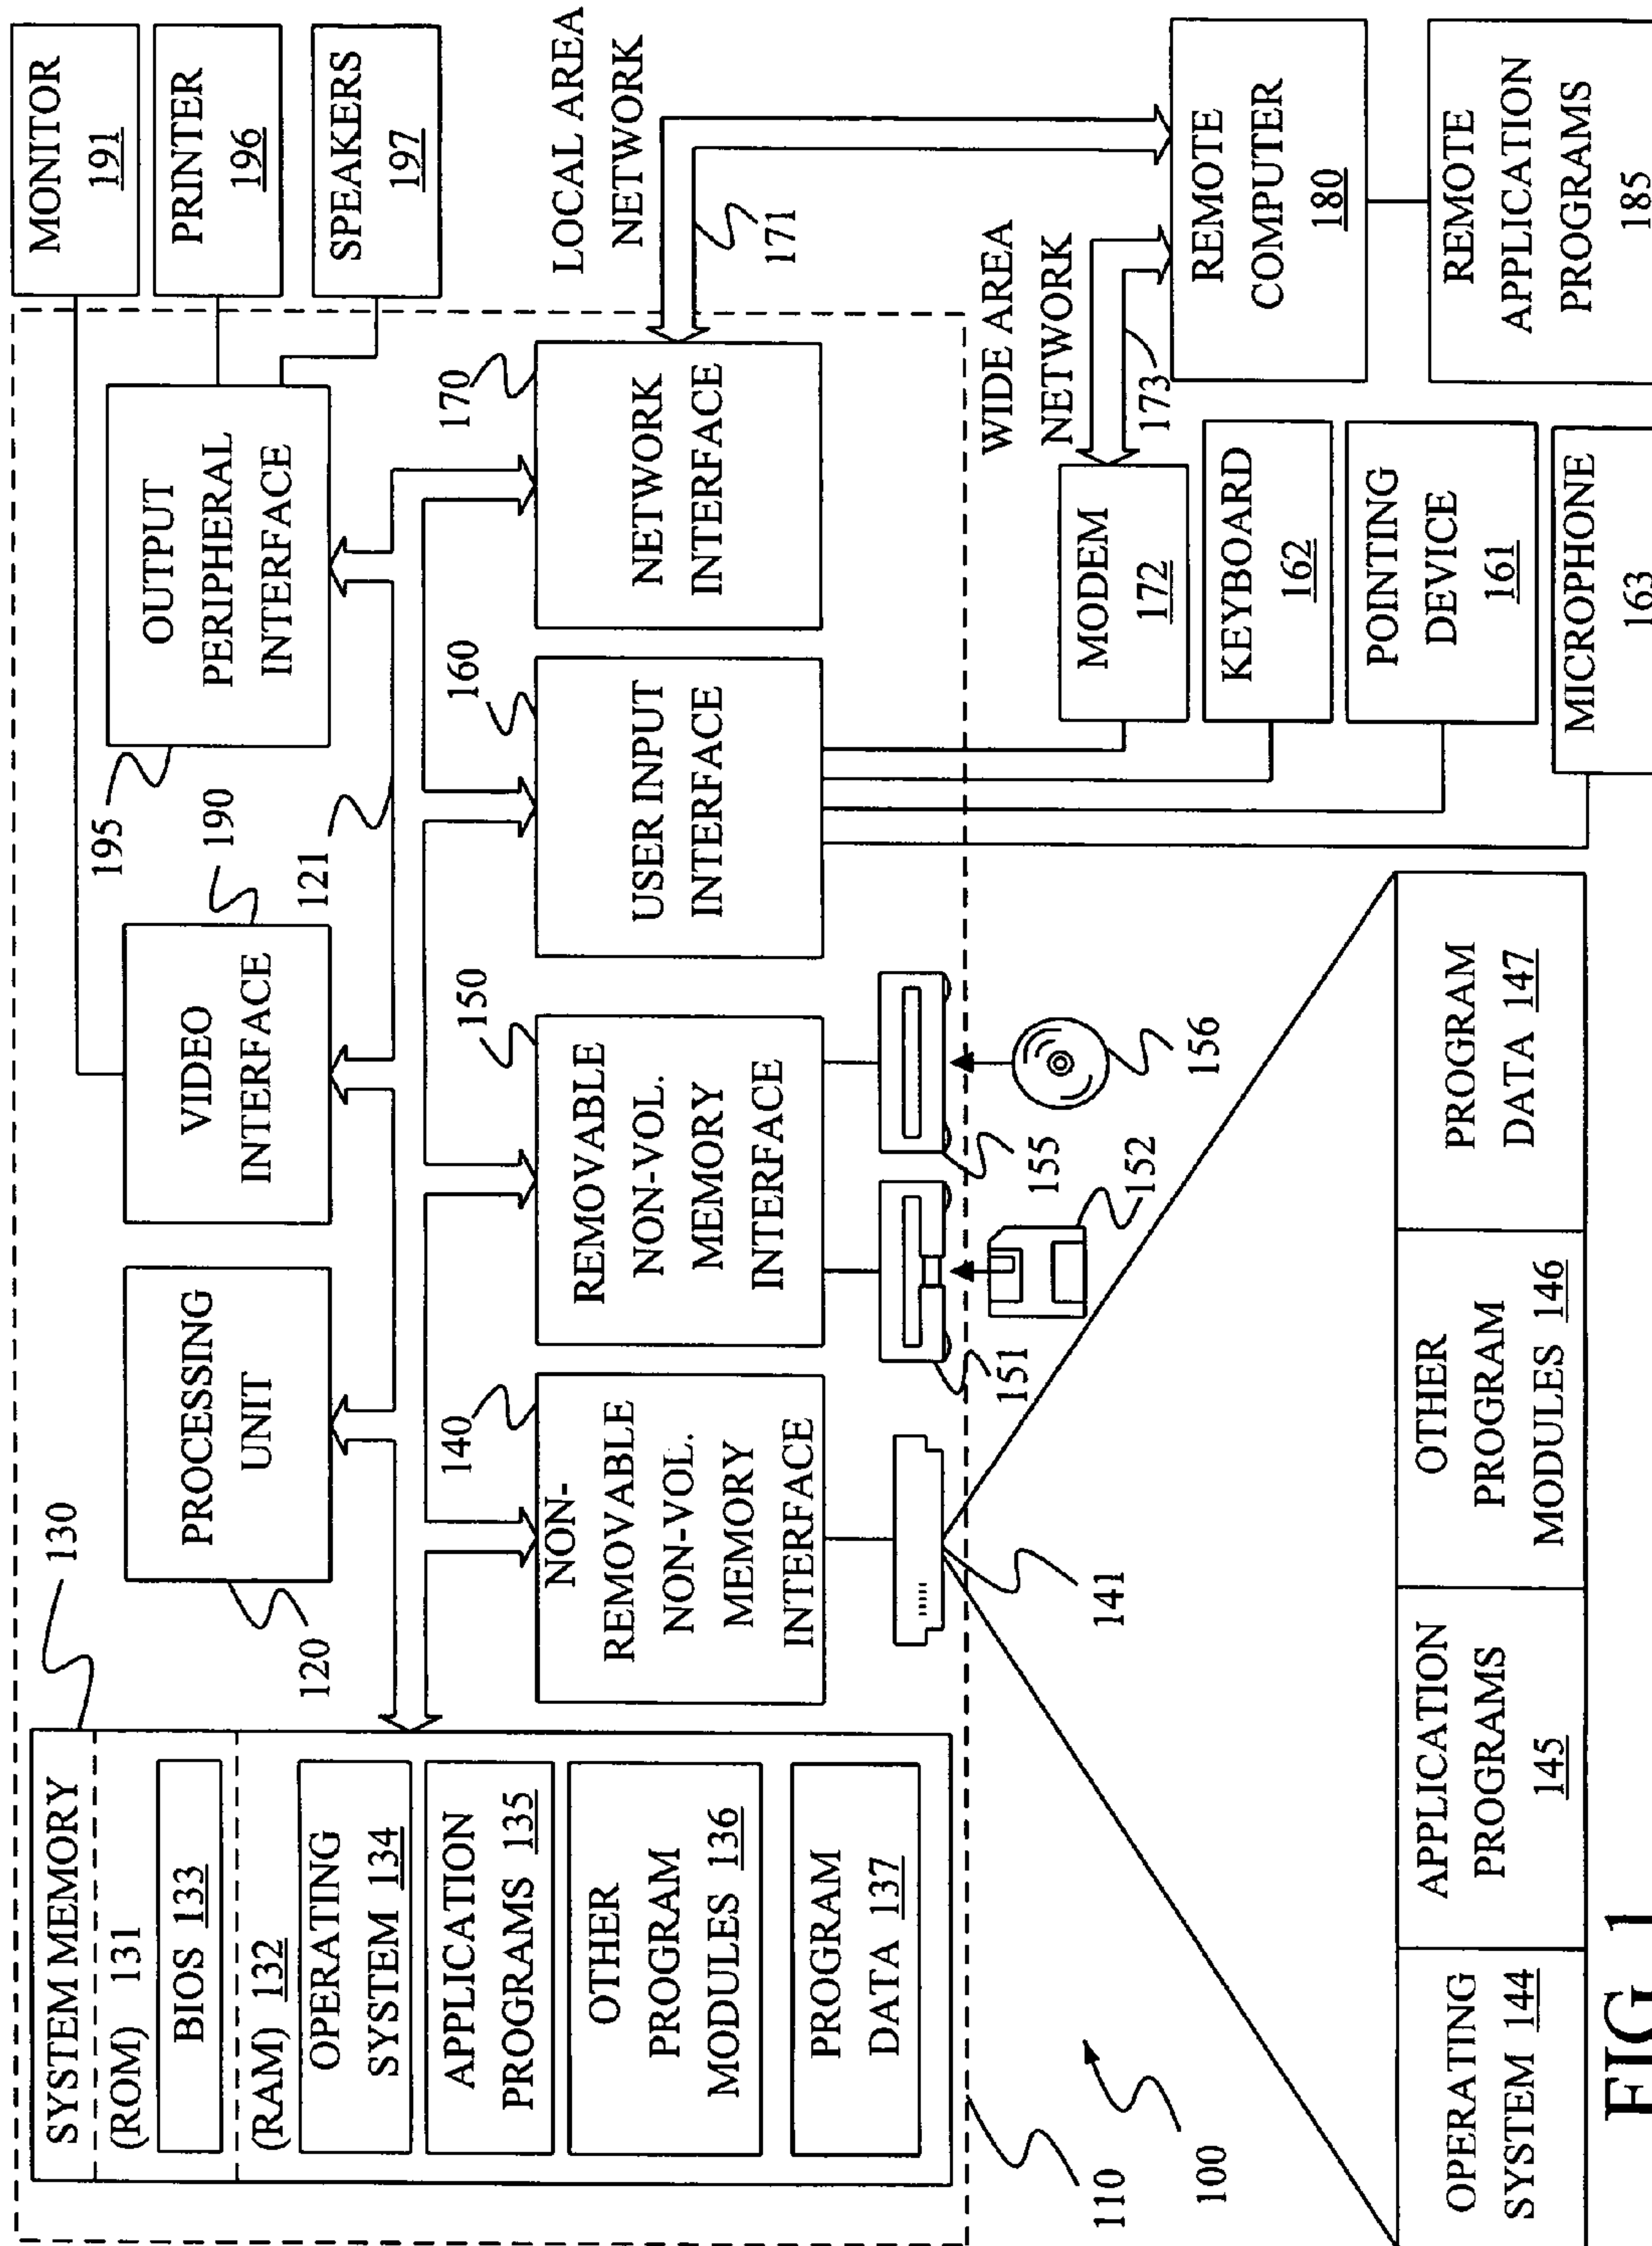 SYSTEM MEMORY
(ROM) 131
BIOS 133
(RAM) 132
OPERATING
SYSTEM 134
APPLICATION
PROGRAMS 135
OTHER
PROGRAM
MODULES 136
PROGRAM
DATA 137
130
PROCESSING
UNIT
120
VIDEO
INTERFACE
190
OUTPUT
PERIPHERAL
INTERFACE
195
121
MONITOR
191
PRINTER
196
SPEAKERS
197
NON-
REMOVABLE
NON-VOL.
MEMORY
INTERFACE
140
REMOVABLE
NON-VOL.
MEMORY
INTERFACE
150
USER INPUT
INTERFACE
160
NETWORK
INTERFACE
170
LOCAL AREA
NETWORK
171
WIDE AREA
NETWORK
173
141
151
152
155
156
MODEM
172
KEYBOARD
162
POINTING
DEVICE
161
MICROPHONE
163
REMOTE
COMPUTER
180
REMOTE
APPLICATION
PROGRAMS
185
110
100
OPERATING
SYSTEM 144
APPLICATION
PROGRAMS
145
OTHER
PROGRAM
MODULES 146
PROGRAM
DATA 147
FIG. 1